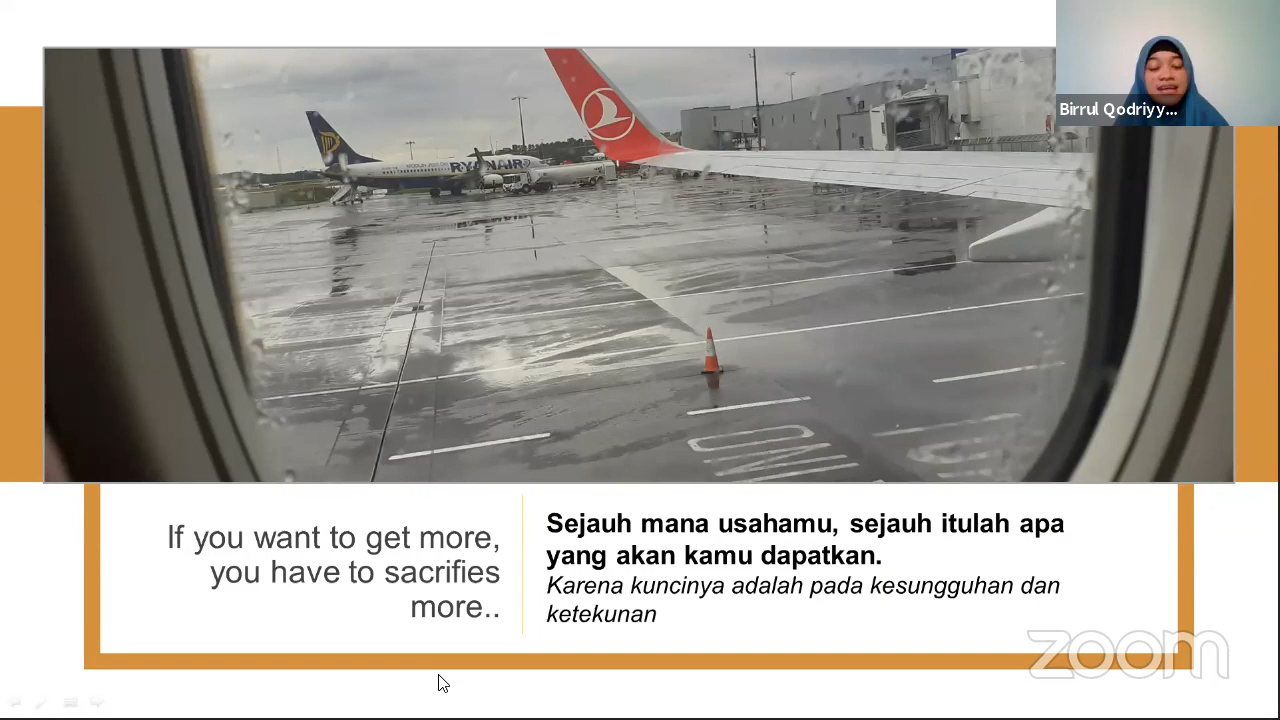 Birrul Qodriyy...
RYANAIR
If you want to get more,
you have to sacrifies
more..
Sejauh mana usahamu, sejauh itulah apa
yang akan kamu dapatkan.
Karena kuncinya adalah pada kesungguhan dan
ketekunan
zoom